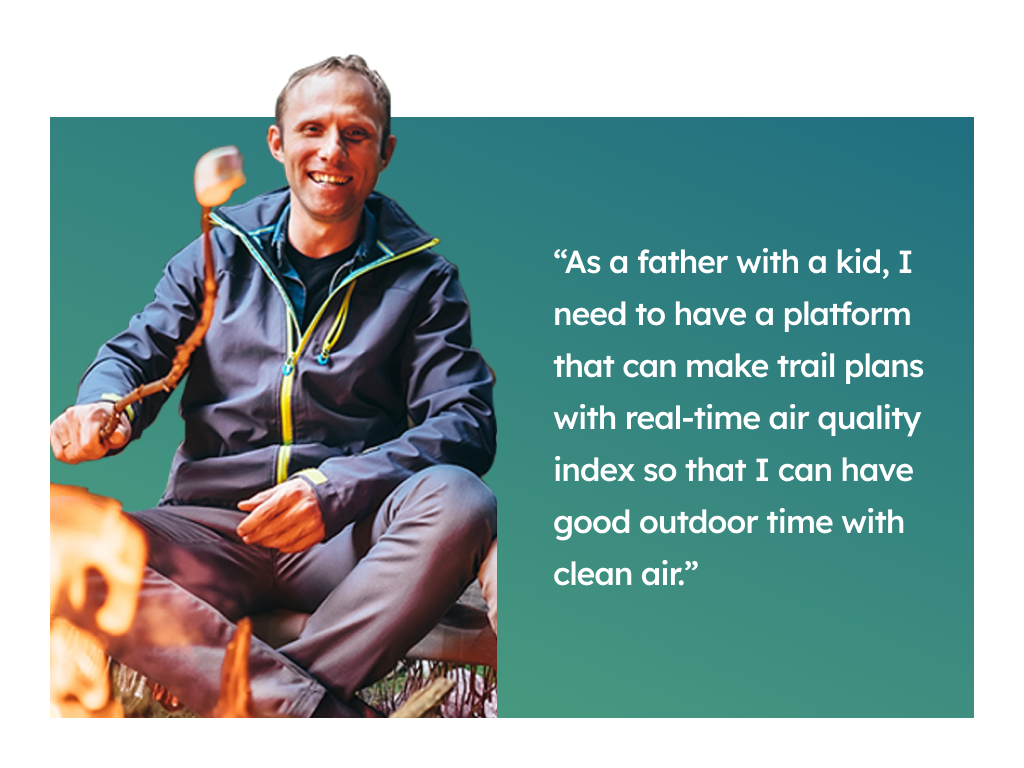 “As a father with a kid, I
need to have a platform
that can make trail plans
with real-time air quality
index so that I can have
good outdoor time with
clean air.”